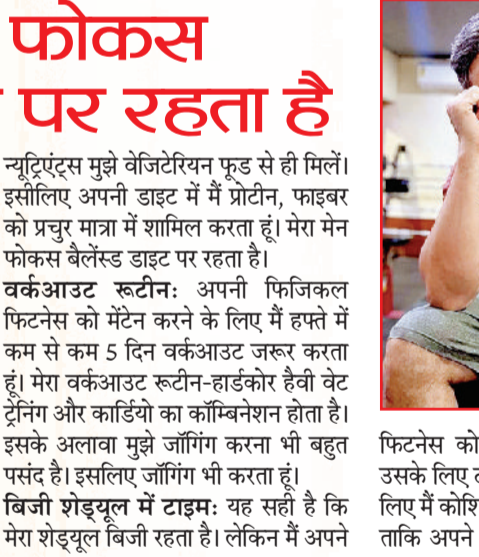 फोकस
पर रहता है
न्यूट्रिएंट्स मुझे वेजिटेरियन फूड से ही मिलें।
इसीलिए अपनी डाइट में मैं प्रोटीन, फाइबर
को प्रचुर मात्रा में शामिल करता हूं। मेरा मेन
फोकस बैलेंस्ड डाइट पर रहता है।
वर्कआउट रूटीन: अपनी फिजिकल
फिटनेस को मेंटेन करने के लिए मैं हफ्ते में
कम से कम 5 दिन वर्कआउट जरूर करता
हूं। मेरा वर्कआउट रूटीन-हार्डकोर हैवी वेट
ट्रेनिंग और कार्डियो का कॉम्बिनेशन होता है।
इसके अलावा मुझे जॉगिंग करना भी बहुत
पसंद है। इसलिए जॉगिंग भी करता हूं।
बिजी शेड्यूल में टाइम: यह सही है कि
मेरा शेड्यूल बिजी रहता है। लेकिन मैं अपने
फिटनेस को
उसके लिए
लिए मैं
ताकि अपने